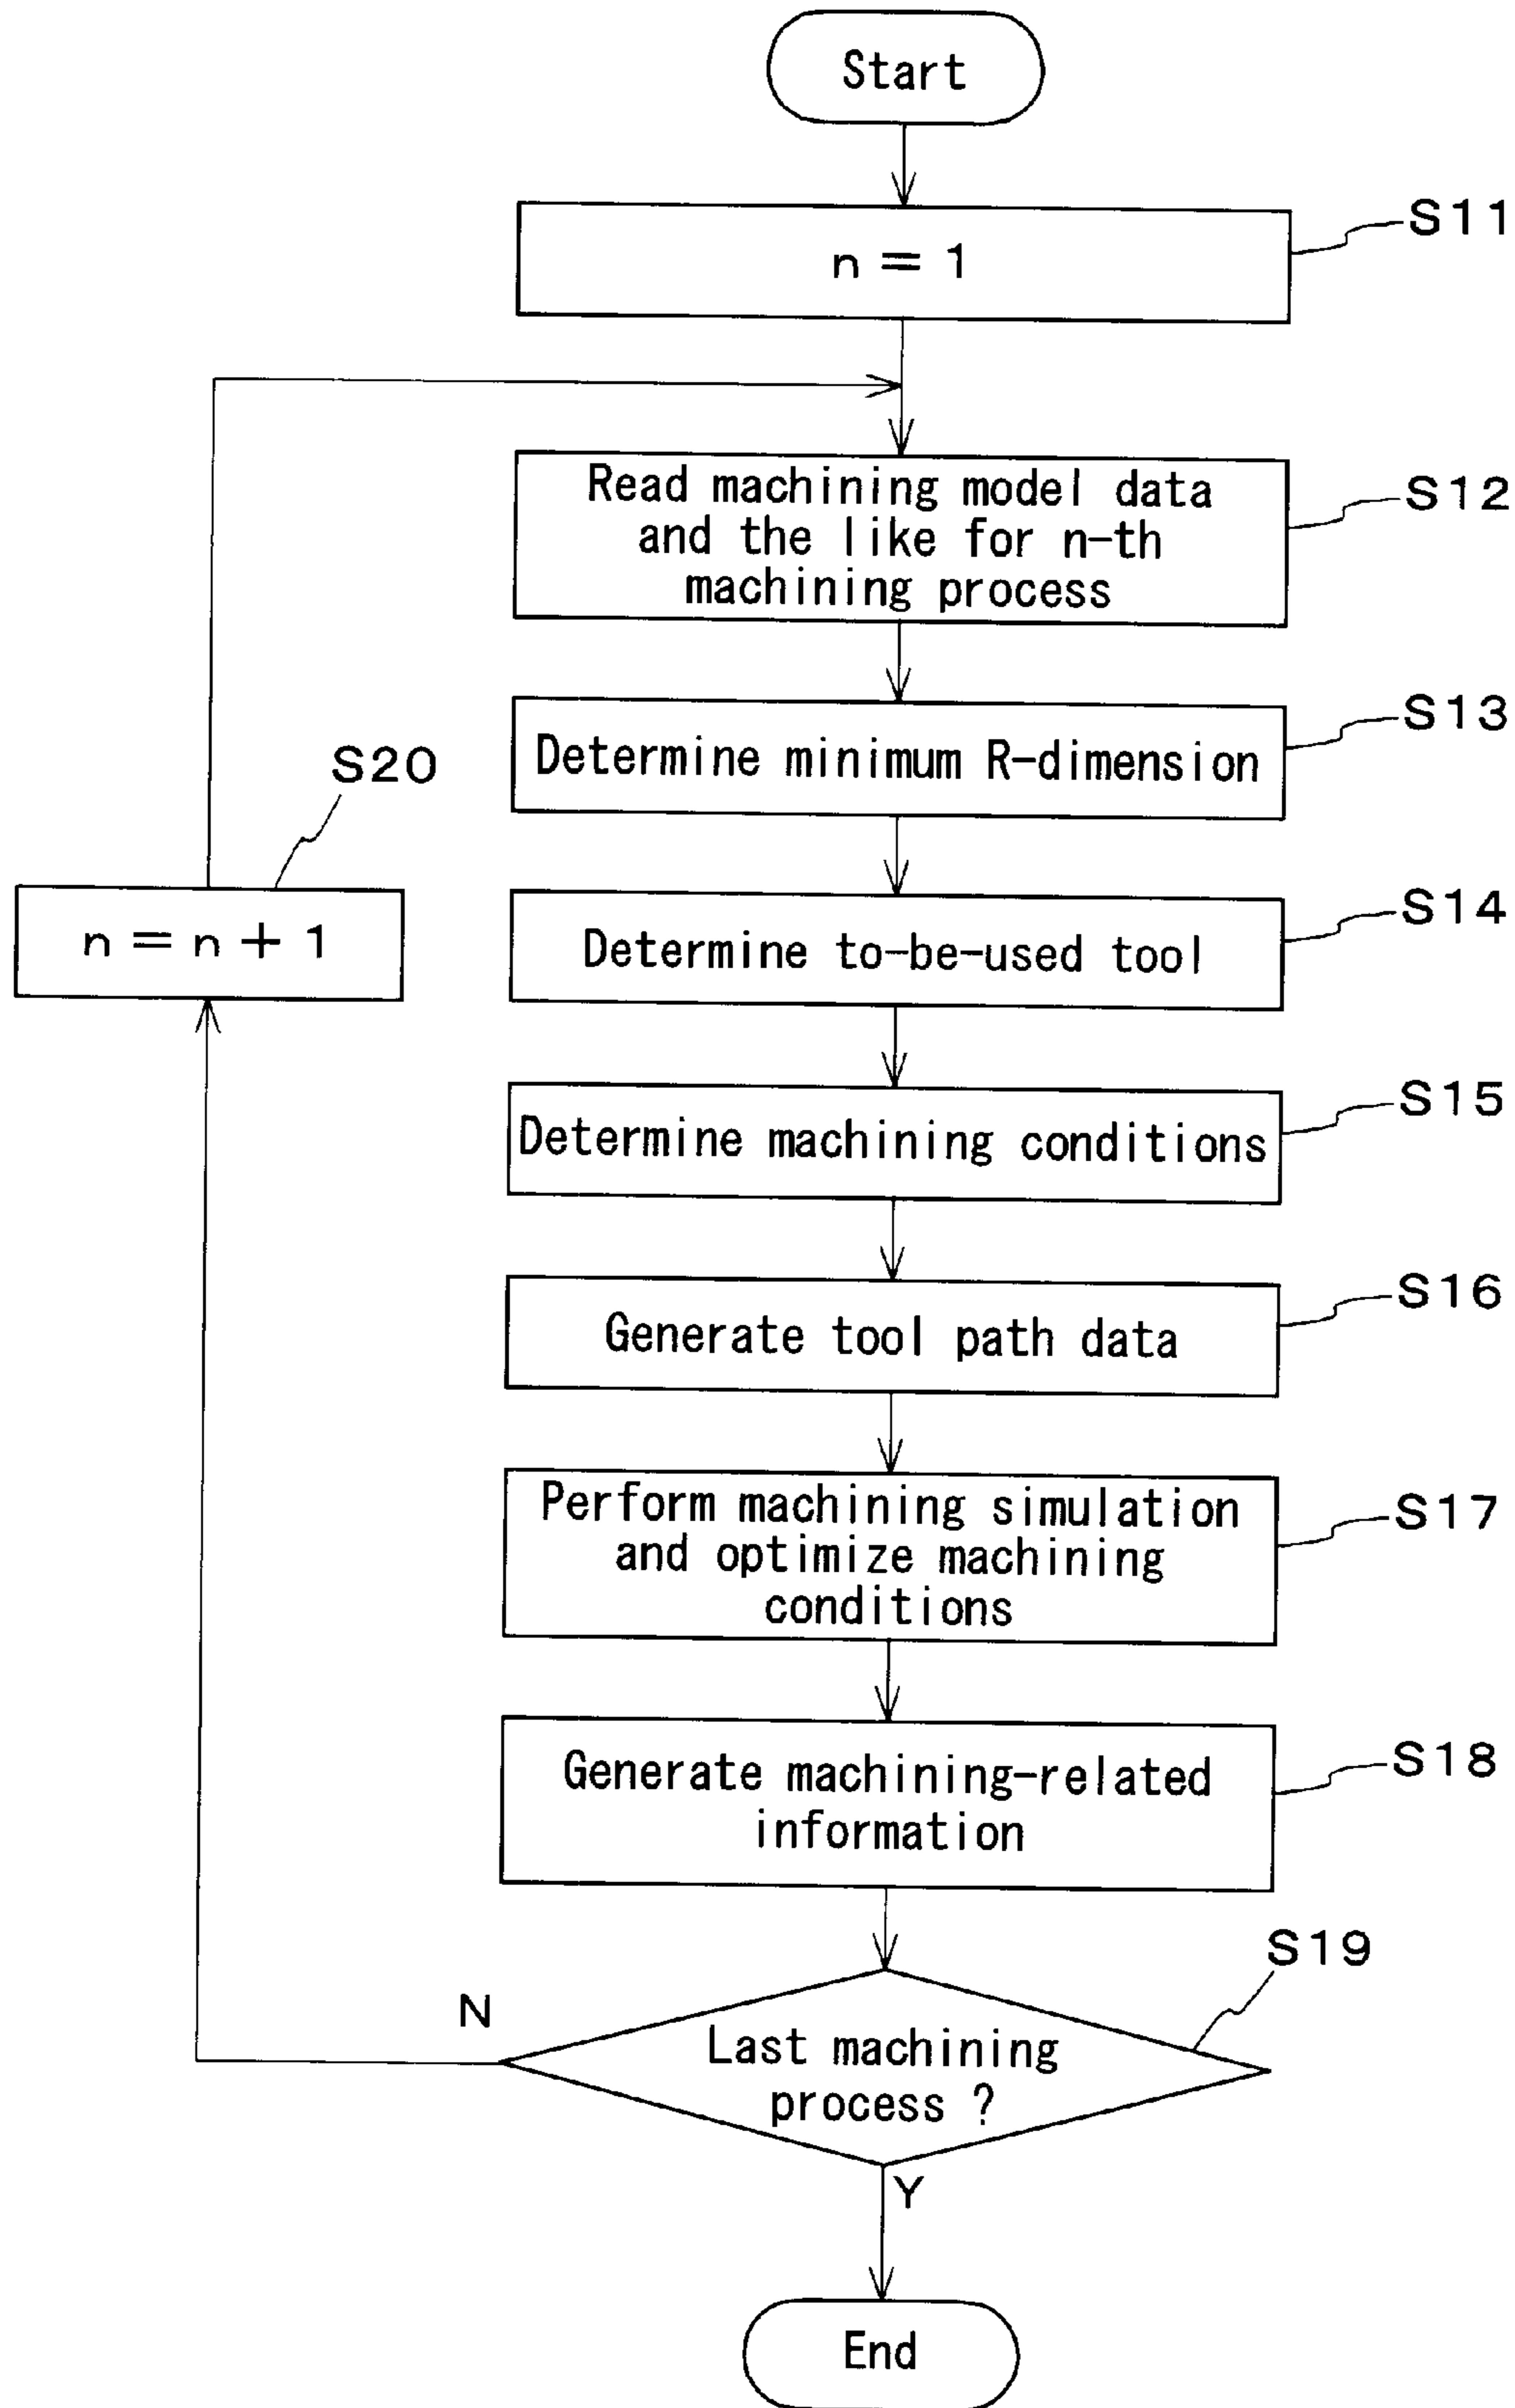 Start
n = 1
S11
Read machining model data
and the like for n-th
machining process
S12
Determine minimum R-dimension
S13
S20
n = n + 1
Determine to-be-used tool
S14
Determine machining conditions
S15
Generate tool path data
S16
Perform machining simulation
and optimize machining
conditions
S17
Generate machining-related
information
S18
S19
N
Last machining
process ?
Y
End